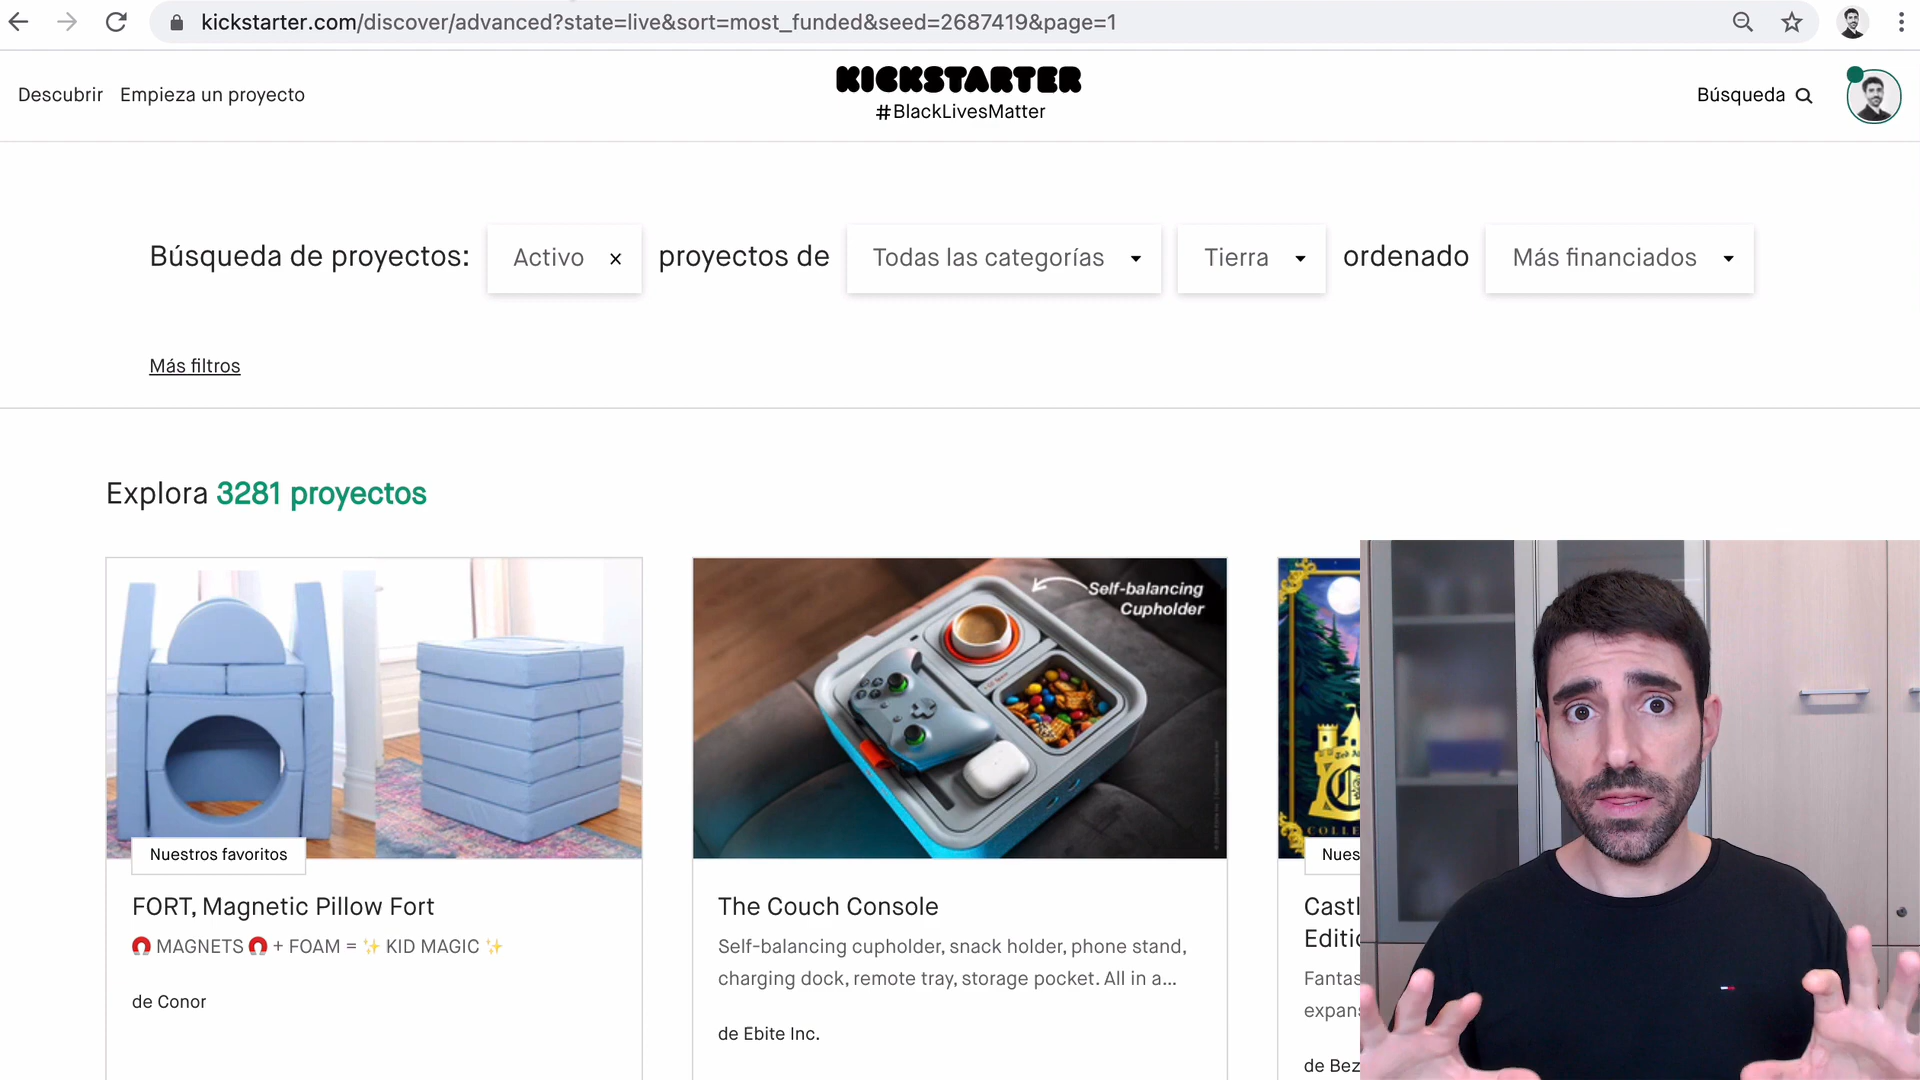 kickstarter.com/discover/advanced?state=live&sort=most_funded&seed=2687419&page=1
Descubrir
Empieza un proyecto
KICKSTARTER
#BlackLivesMatter
Búsqueda
Búsqueda de proyectos:
Activo
proyectos de
Todas las categorías
Tierra
ordenado
Más financiados
Más filtros
Explora 3281 proyectos
Nuestros favoritos
FORT, Magnetic Pillow Fort
🧲 MAGNETS 🧲 + FOAM = ✨ KID MAGIC ✨
de Conor
Self-balancing
Cupholder
The Couch Console
Self-balancing cupholder, snack holder, phone stand,
charging dock, remote tray, storage pocket. All in a...
de Ebite Inc.
Nues
Castl
Editio
Fantas
expans
de Bez